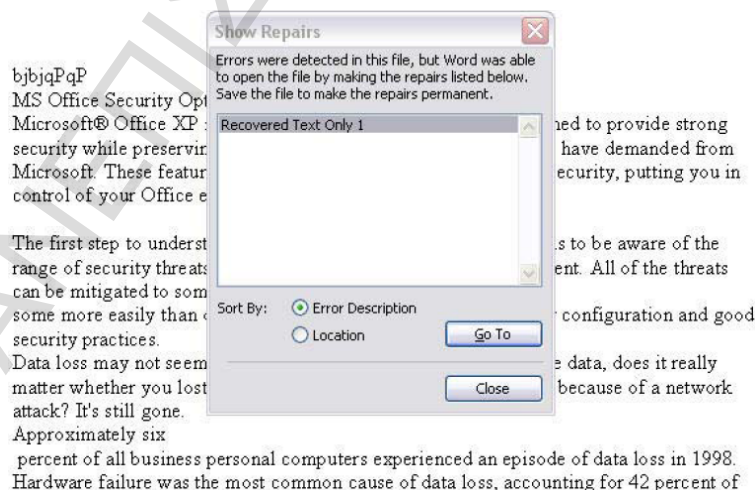 Show Repairs
Errors were detected in this file, but Word was able
to open the file by making the repairs listed below.
Save the file to make the repairs permanent.
Recovered Text Only 1
Sort By:
Error Description
Location
Go To
Close
bjbjqPqP
MS Office Security Opt
Microsoft® Office XP ned to provide strong
security while preservin have demanded from
Microsoft. These featur ecurity, putting you in
control of your Office e
The first step to underst s to be aware of the
range of security threats ent. All of the threats
can be mitigated to som
some more easily than configuration and good
security practices.
Data loss may not seem e data, does it really
matter whether you lost because of a network
attack? It's still gone.
Approximately six
percent of all business personal computers experienced an episode of data loss in 1998.
Hardware failure was the most common cause of data loss, accounting for 42 percent of